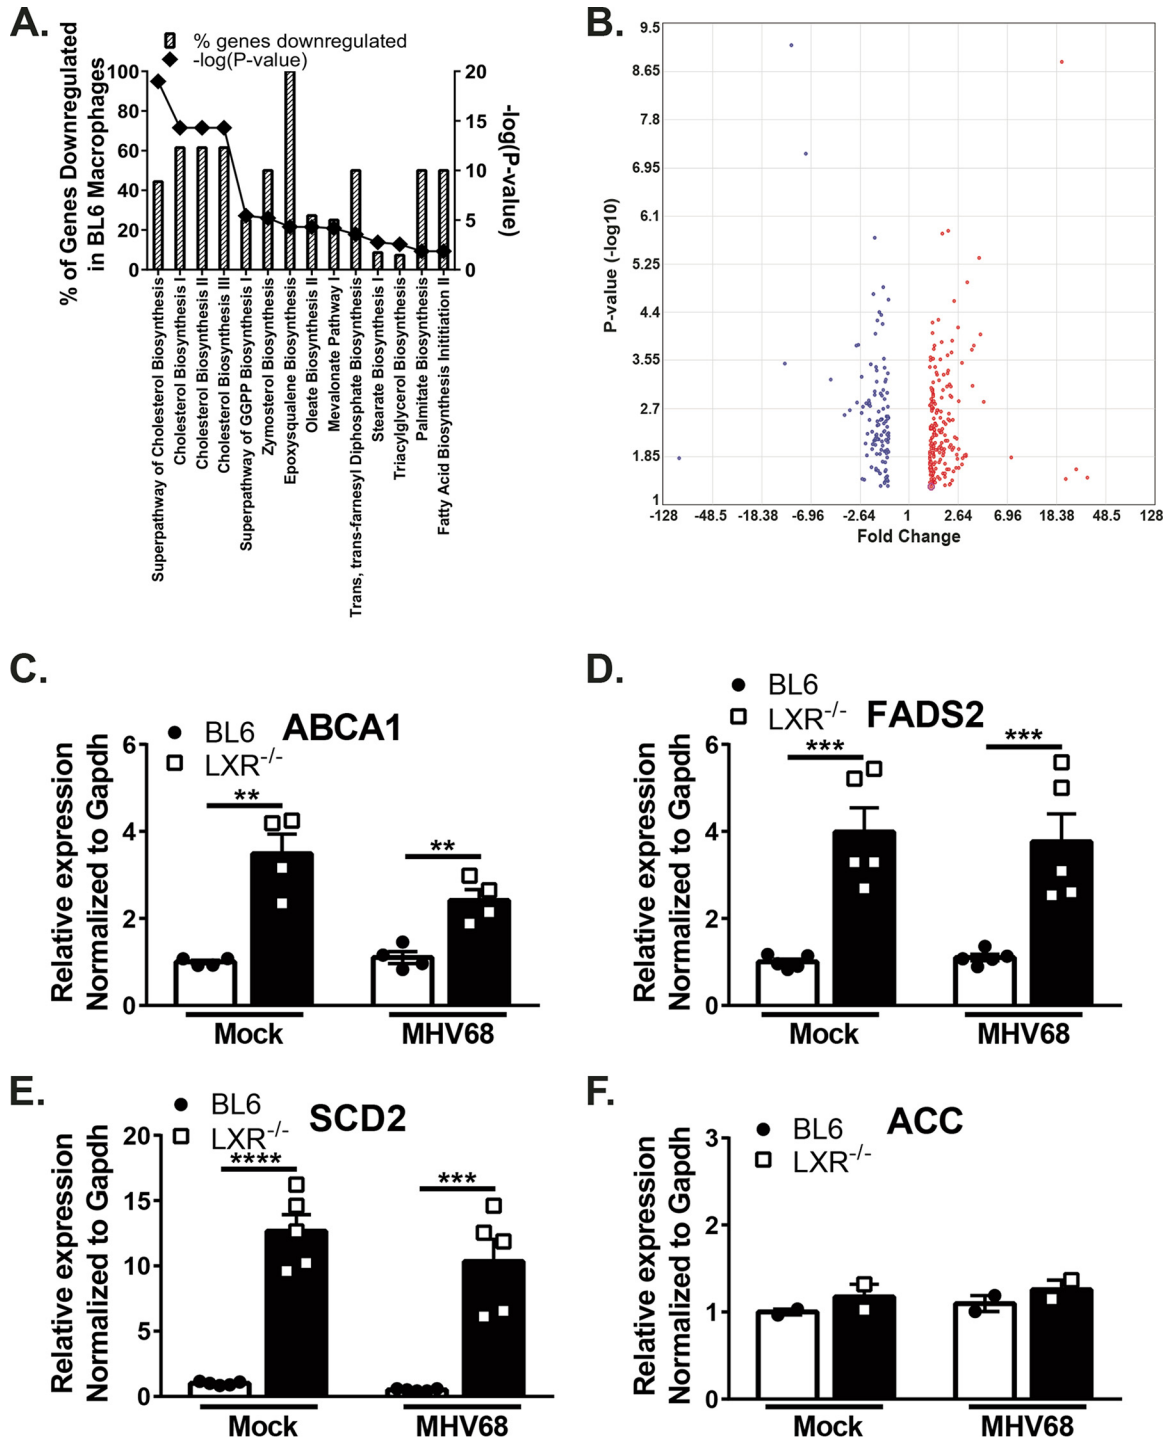 A.
% genes downregulated
-log(P-value)
% of Genes Downregulated
in BL6 Macrophages
100
80
60
40
20
0
20
15
10
5
0
-log(P-value)
Superpathway of Cholesterol Biosynthesis
Cholesterol Biosynthesis I
Cholesterol Biosynthesis II
Cholesterol Biosynthesis III
Superpathway of GGPP Biosynthesis I
Zymosterol Biosynthesis
Epoxysqualene Biosynthesis
Oleate Biosynthesis II
Mevalonate Pathway I
Trans, trans-farnesyl Diphosphate Biosynthesis
Stearate Biosynthesis I
Triacylglycerol Biosynthesis
Palmitate Biosynthesis
Fatty Acid Biosynthesis Inititiation II
B.
P-value (-log10)
9.5
8.65
7.8
6.95
6.1
5.25
4.4
3.55
2.7
1.85
1
-128 -48.5 -18.38 -6.96 -2.64 1 2.64 6.96 18.38 48.5 128
Fold Change
C.
BL6
LXR-/-
ABCA1
Relative expression
Normalized to Gapdh
6
4
2
0
**
**
Mock MHV68
D.
BL6
LXR-/-
FADS2
Relative expression
Normalized to Gapdh
6
4
2
0
***
***
Mock MHV68
E.
BL6
LXR-/-
SCD2
Relative expression
Normalized to Gapdh
20
15
10
5
0
****
***
Mock MHV68
F.
BL6
LXR-/-
ACC
Relative expression
Normalized to Gapdh
3
2
1
0
Mock MHV68